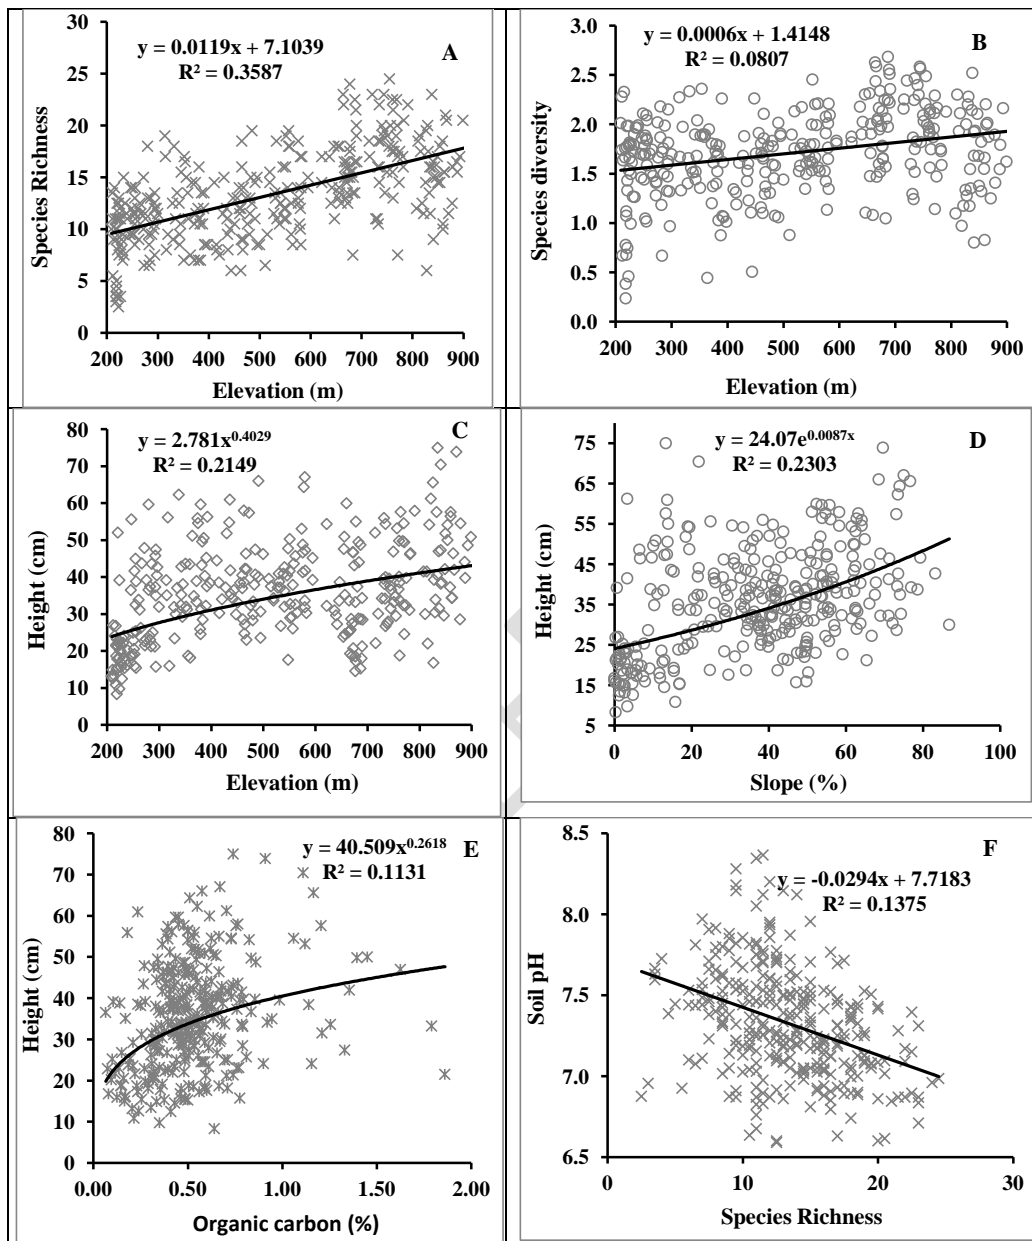 30
25
20
15
10
5
0
y = 0.0119x + 7.1039
R² = 0.3587
A
Species Richness
200 300 400 500 600 700 800 900
Elevation (m)
3.0
2.5
2.0
1.5
1.0
0.5
0.0
y = 0.0006x + 1.4148
R² = 0.0807
B
Species diversity
200 300 400 500 600 700 800 900
Elevation (m)
80
70
60
50
40
30
20
10
0
y = 2.781x^0.4029
R² = 0.2149
C
Height (cm)
200 300 400 500 600 700 800 900
Elevation (m)
75
65
55
45
35
25
15
5
y = 24.07e^0.0087x
R² = 0.2303
D
Height (cm)
0 20 40 60 80 100
Slope (%)
80
70
60
50
40
30
20
10
0
y = 40.509x^0.2618
R² = 0.1131
E
Height (cm)
0.00 0.50 1.00 1.50 2.00
Organic carbon (%)
8.5
8.0
7.5
7.0
6.5
F
y = -0.0294x + 7.7183
R² = 0.1375
Soil pH
0 10 20 30
Species Richness